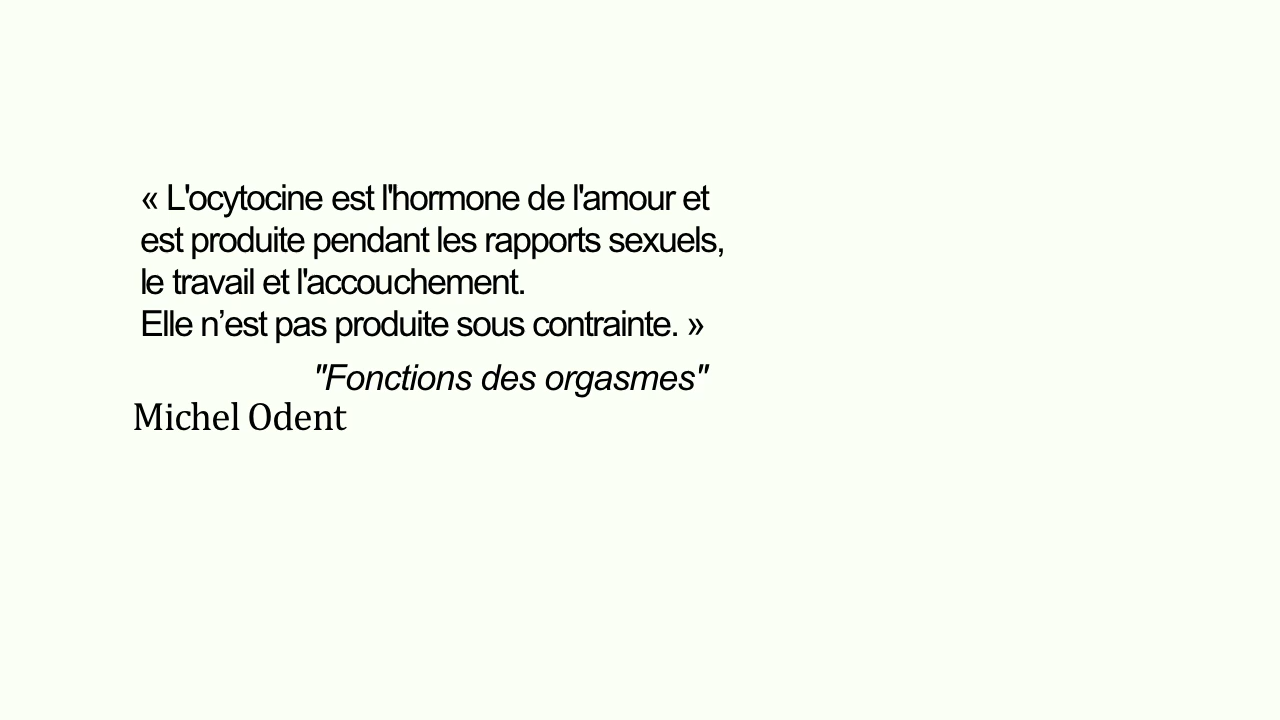 « L'ocytocine est l'hormone de l'amour et
est produite pendant les rapports sexuels,
le travail et l'accouchement.
Elle n’est pas produite sous contrainte. »
"Fonctions des orgasmes"
Michel Odent